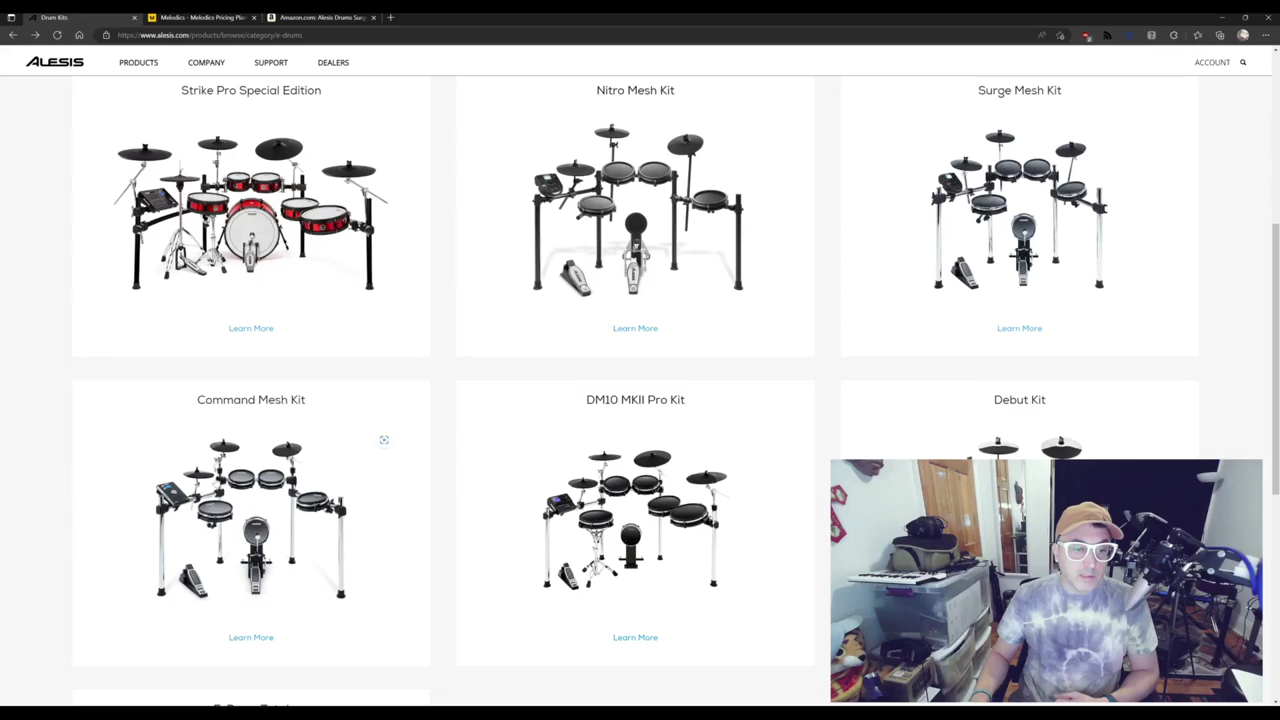 Drum Kits
Melodics - Melodics Pricing Plan
Amazon.com: Alesis Drums Sur
https://www.alesis.com/products/browse/category/e-drums
ALESIS
PRODUCTS
COMPANY
SUPPORT
DEALERS
ACCOUNT
Strike Pro Special Edition
Nitro Mesh Kit
Surge Mesh Kit
Learn More
Learn More
Learn More
Command Mesh Kit
DM10 MKII Pro Kit
Debut Kit
Learn More
Learn More